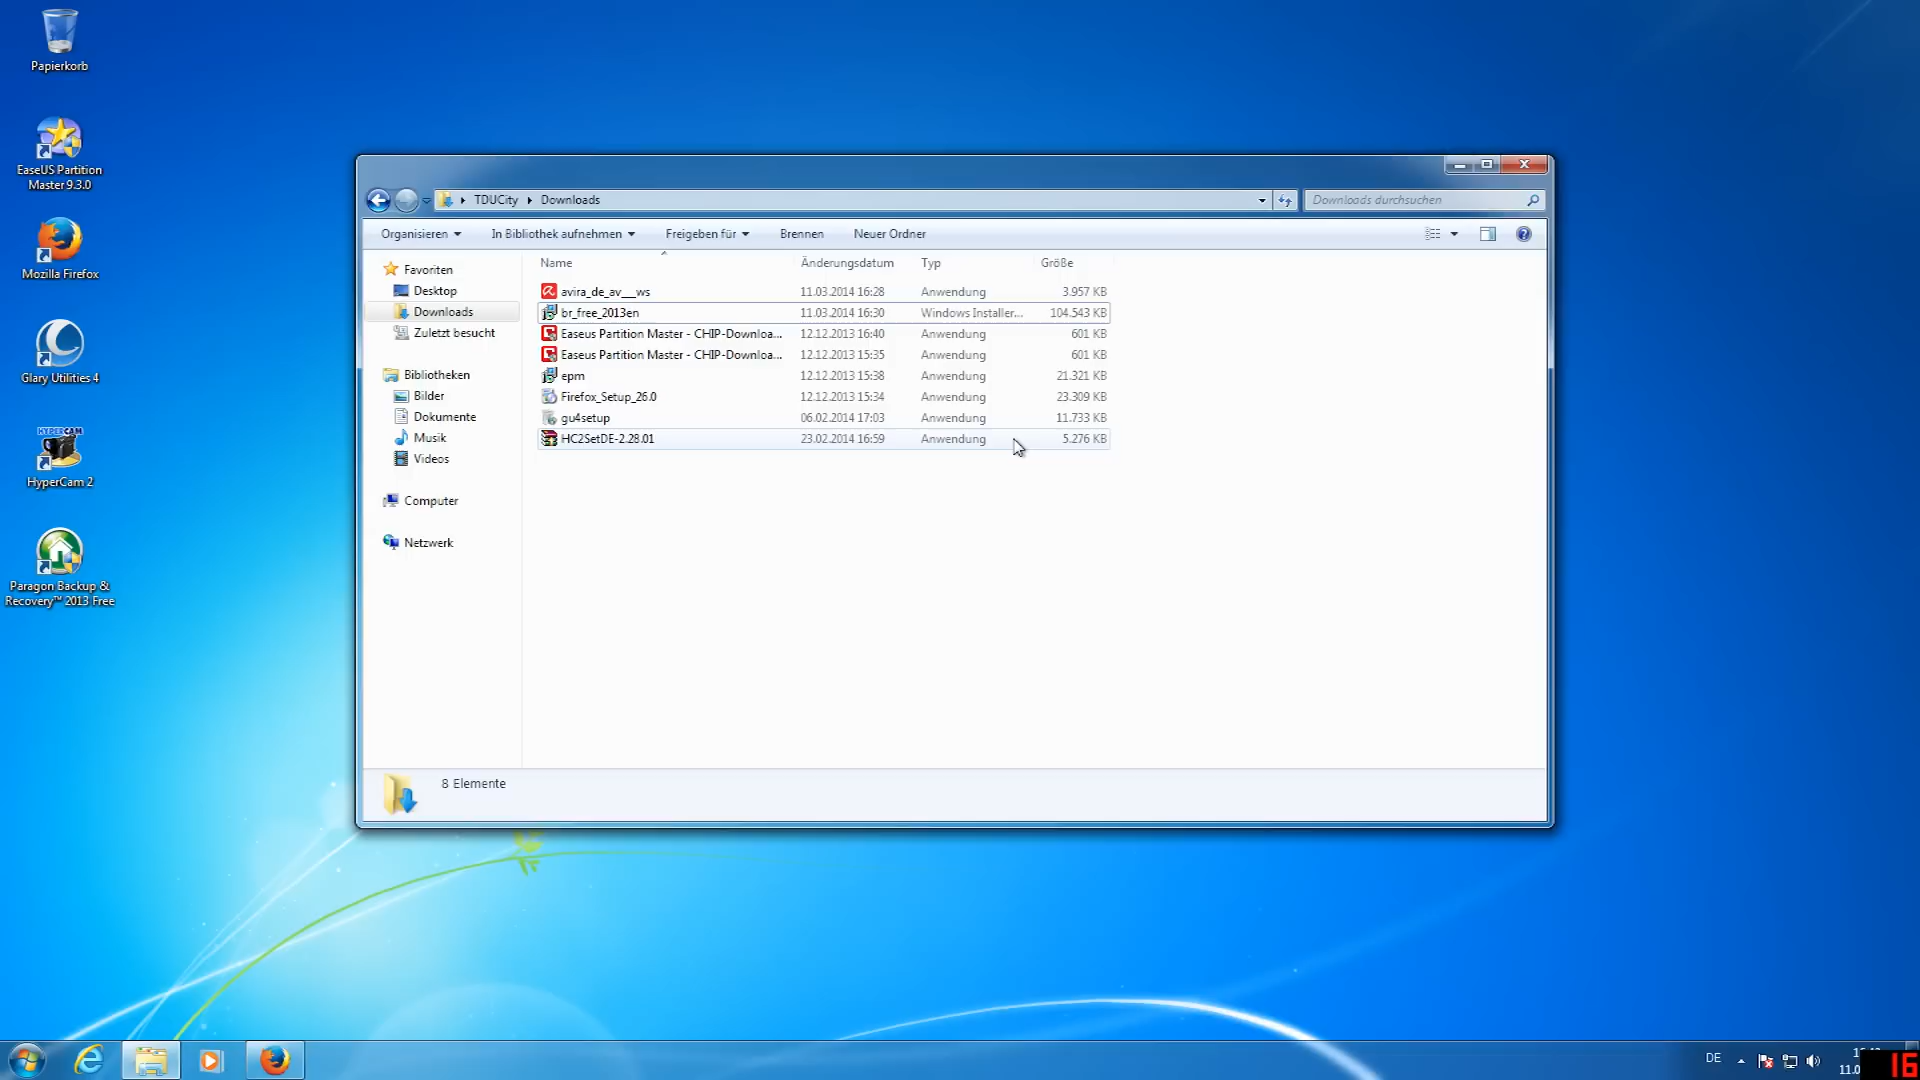 Papierkorb
EaseUS Partition
Master 9.3.0
Mozilla Firefox
Glary Utilities 4
HYPERCAM
HyperCam 2
Paragon Backup &
Recovery™ 2013 Free
TDUCity Downloads
Downloads durchsuchen
Organisieren In Bibliothek aufnehmen Freigeben für Brennen Neuer Ordner
Favoriten
Desktop
Downloads
Zuletzt besucht
Bibliotheken
Bilder
Dokumente
Musik
Videos
Computer
Netzwerk
Name Änderungsdatum Typ Größe
avira_de_av___ws 11.03.2014 16:28 Anwendung 3.957 KB
br_free_2013en 11.03.2014 16:30 Windows Installer... 104.543 KB
Easeus Partition Master - CHIP-Downloa... 12.12.2013 16:40 Anwendung 601 KB
Easeus Partition Master - CHIP-Downloa... 12.12.2013 15:35 Anwendung 601 KB
epm 12.12.2013 15:38 Anwendung 21.321 KB
Firefox_Setup_26.0 12.12.2013 15:34 Anwendung 23.309 KB
gu4setup 06.02.2014 17:03 Anwendung 11.733 KB
HC2SetDE-2.28.01 23.02.2014 16:59 Anwendung 5.276 KB
8 Elemente
DE
11.0
16